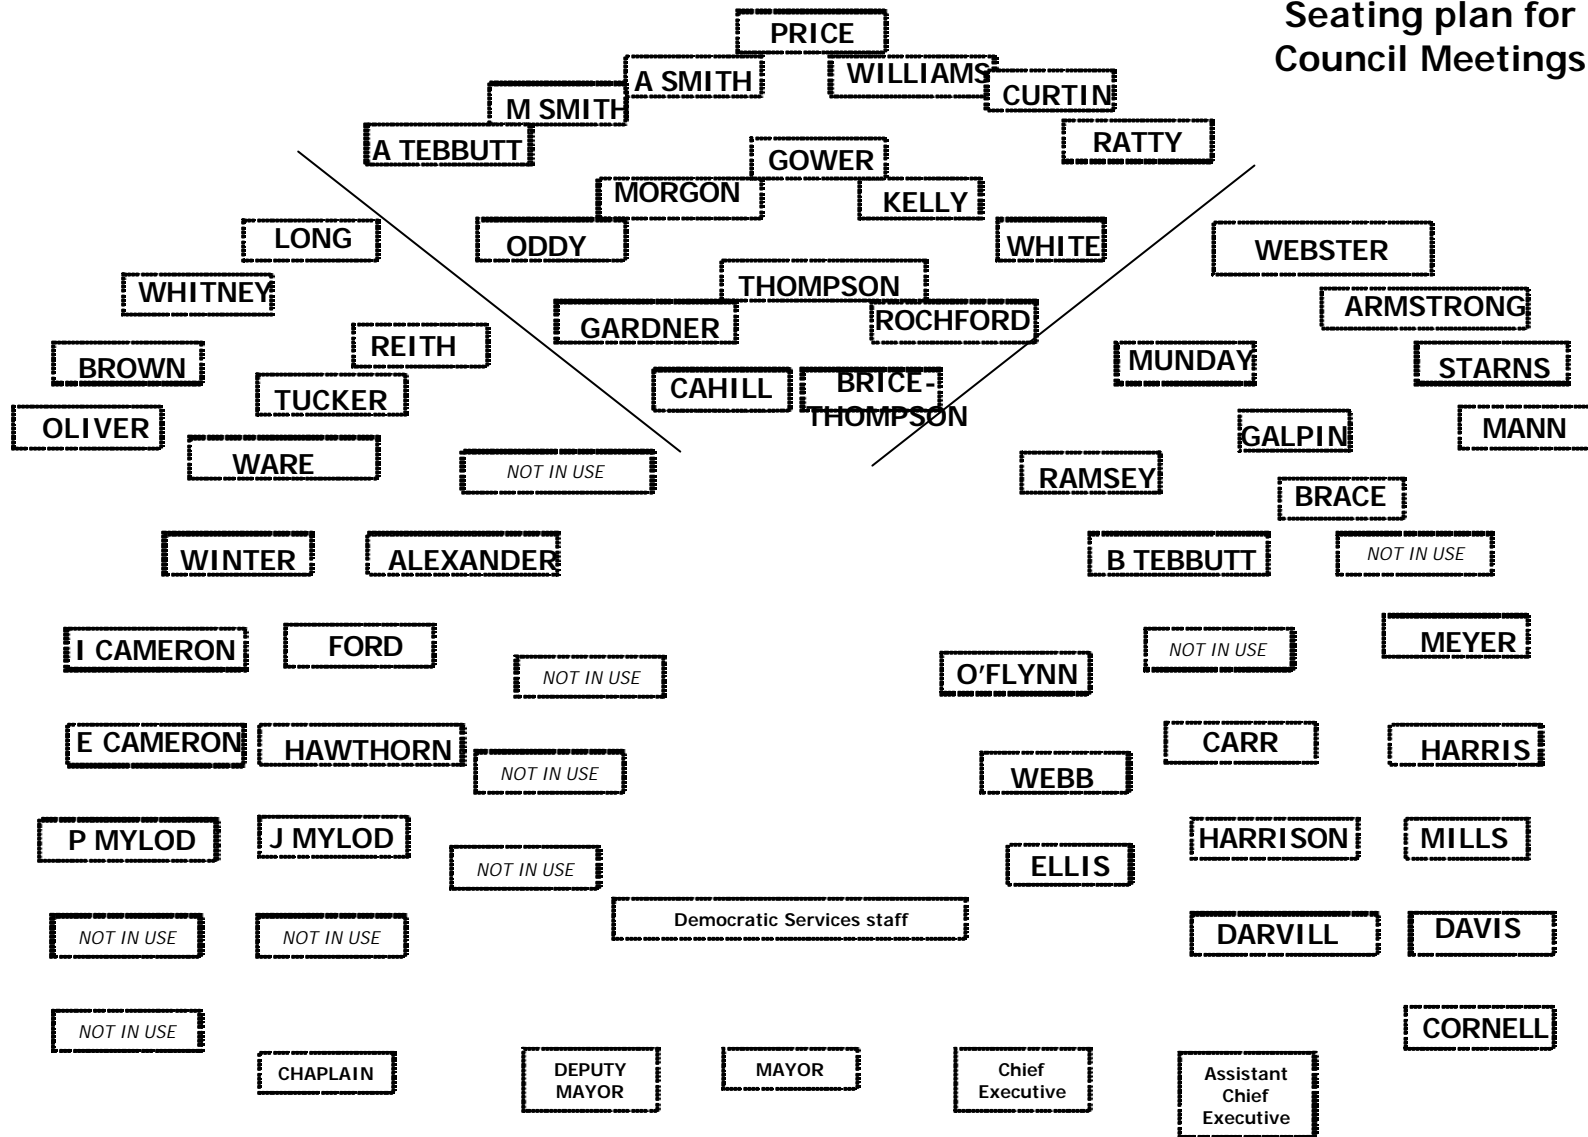 Seating plan for
Council Meetings
PRICE
A SMITH
WILLIAMS
M SMITH
CURTIN
A TEBBUTT
RATTY
GOWER
MORGON
KELLY
LONG
ODDY
WHITE
WEBSTER
WHITNEY
THOMPSON
ARMSTRONG
GARDNER
ROCHFORD
BROWN
REITH
MUNDAY
STARNS
TUCKER
CAHILL
BRICE-
THOMPSON
OLIVER
GALPIN
MANN
WARE
NOT IN USE
RAMSEY
BRACE
WINTER
ALEXANDER
B TEBBUTT
NOT IN USE
I CAMERON
FORD
NOT IN USE
O'FLYNN
NOT IN USE
MEYER
E CAMERON
HAWTHORN
NOT IN USE
WEBB
CARR
HARRIS
P MYLOD
J MYLOD
NOT IN USE
ELLIS
HARRISON
MILLS
NOT IN USE
NOT IN USE
Democratic Services staff
DARVILL
DAVIS
NOT IN USE
CORNELL
CHAPLAIN
DEPUTY
MAYOR
MAYOR
Chief
Executive
Assistant
Chief
Executive